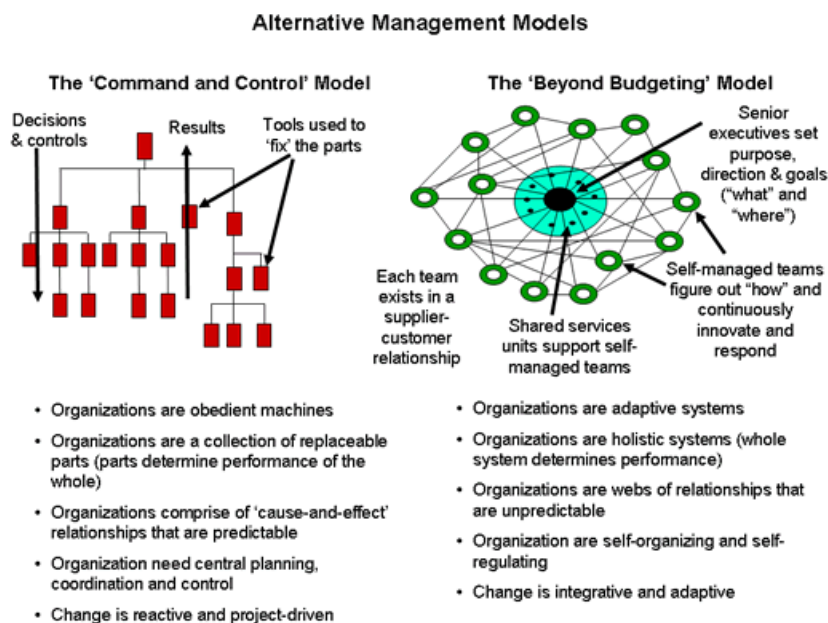 Alternative Management Models
The 'Command and Control' Model
Decisions
& controls
Results
Tools used to
'fix' the parts
The 'Beyond Budgeting' Model
Senior
executives set
purpose,
direction & goals
("what" and
"where")
Each team
exists in a
supplier-
customer
relationship
Shared services
units support self-
managed teams
Self-managed teams
figure out "how" and
continuously
innovate and
respond
• Organizations are obedient machines
• Organizations are a collection of replaceable
parts (parts determine performance of the
whole)
• Organizations comprise of 'cause-and-effect'
relationships that are predictable
• Organization need central planning,
coordination and control
• Change is reactive and project-driven
• Organizations are adaptive systems
• Organizations are holistic systems (whole
system determines performance)
• Organizations are webs of relationships that
are unpredictable
• Organization are self-organizing and self-
regulating
• Change is integrative and adaptive